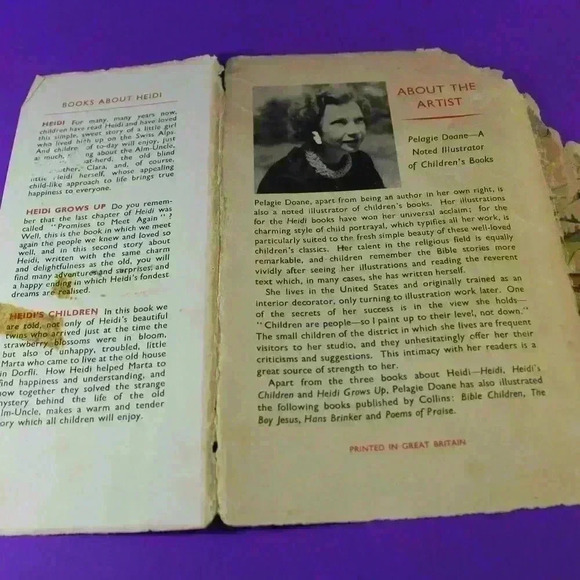 BOOKS ABOUT HEIDI
HEIDI For many, many years now,
children have read Heidi and have loved
this simple, sweet story of a little girl
who lived high up on the Swiss Alps.
And children of to-day will enjoy, just
as much, about the Alm-Uncle,
at-herd, the old blind
other, Clara, and, of course,
little Heidi herself, whose appealing
child-like approach to life brings true
happiness to everyone.
HEIDI GROWS UP Do you remem-
ber that the last chapter of Heidi was
called "Promises to Meet Again"?
Well, this is the book in which we meet
again the people we knew and loved so
well, and in this second story about
Heidi, written with the same charm
and delightfulness as the old, you will
find many adventures and surprises, and
a happy ending in which Heidi's fondest
dreams are realised.
HEIDI'S CHILDREN In this book we
are told, not only of Heidi's beautiful
twins who arrived just at the time the
strawberry blossoms were in bloom,
but also of unhappy, troubled, little
Marta who came to live at the old house
in Dorfli. How Heidi helped Marta to
find happiness and understanding, and
how together they solved the strange
mystery behind the life of the old
Alm-Uncle, makes a warm and tender
ory which all children will enjoy.
ABOUT THE
ARTIST
Pelagie Doane—A
Noted Illustrator
of Children's Books
Pelagie Doane, apart from being an author in her own right, is
also a noted illustrator of children's books. Her illustrations
for the Heidi books have won her universal acclaim; for the
charming style of child portrayal, which typifies all her work, is
particularly suited to the fresh simple beauty of these well-loved
children's classics. Her talent in the religious field is equally
remarkable, and children remember the Bible stories more
vividly after seeing her illustrations and reading the reverent
text which, in many cases, she has written herself.
She lives in the United States and originally trained as an
interior decorator, only turning to illustration work later. One
of the secrets of her success is in the view she holds—
"Children are people—so I paint up to their level, not down."
The small children of the district in which she lives are frequent
visitors to her studio, and they unhesitatingly offer her their
criticisms and suggestions. This intimacy with her readers is a
great source of strength to her.
Apart from the three books about Heidi—Heidi, Heidi's
Children and Heidi Grows Up, Pelagie Doane has also illustrated
the following books published by Collins: Bible Children, The
Boy Jesus, Hans Brinker and Poems of Praise.
PRINTED IN GREAT BRITAIN